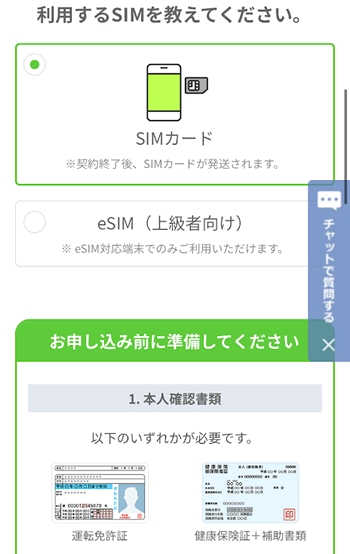 利用するSIMを教えてください。
SIMカード
※契約終了後、SIMカードが発送されます。
eSIM（上級者向け）
※ eSIM対応端末でのみご利用いただけます。
チャットで質問する
お申し込み前に準備してください
1. 本人確認書類
以下のいずれかが必要です。
運転免許証
健康保険証＋補助書類